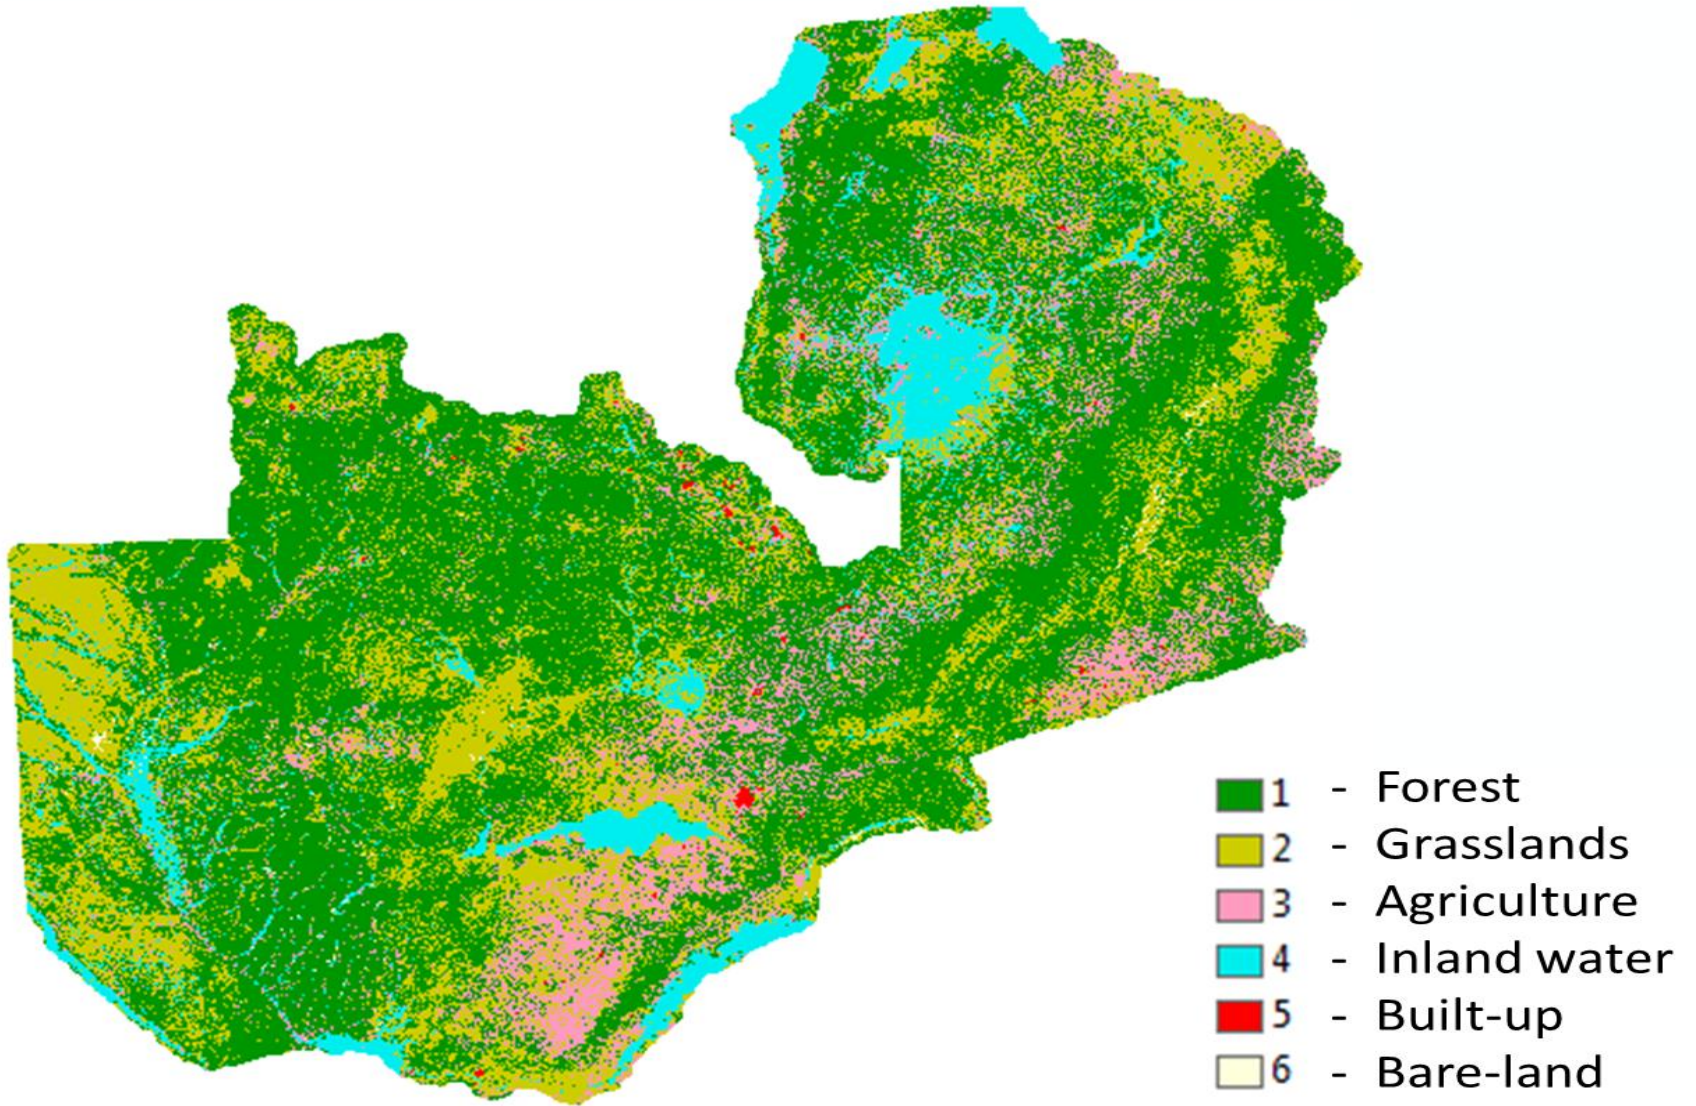 1 - Forest
2 - Grasslands
3 - Agriculture
4 - Inland water
5 - Built-up
6 - Bare-land